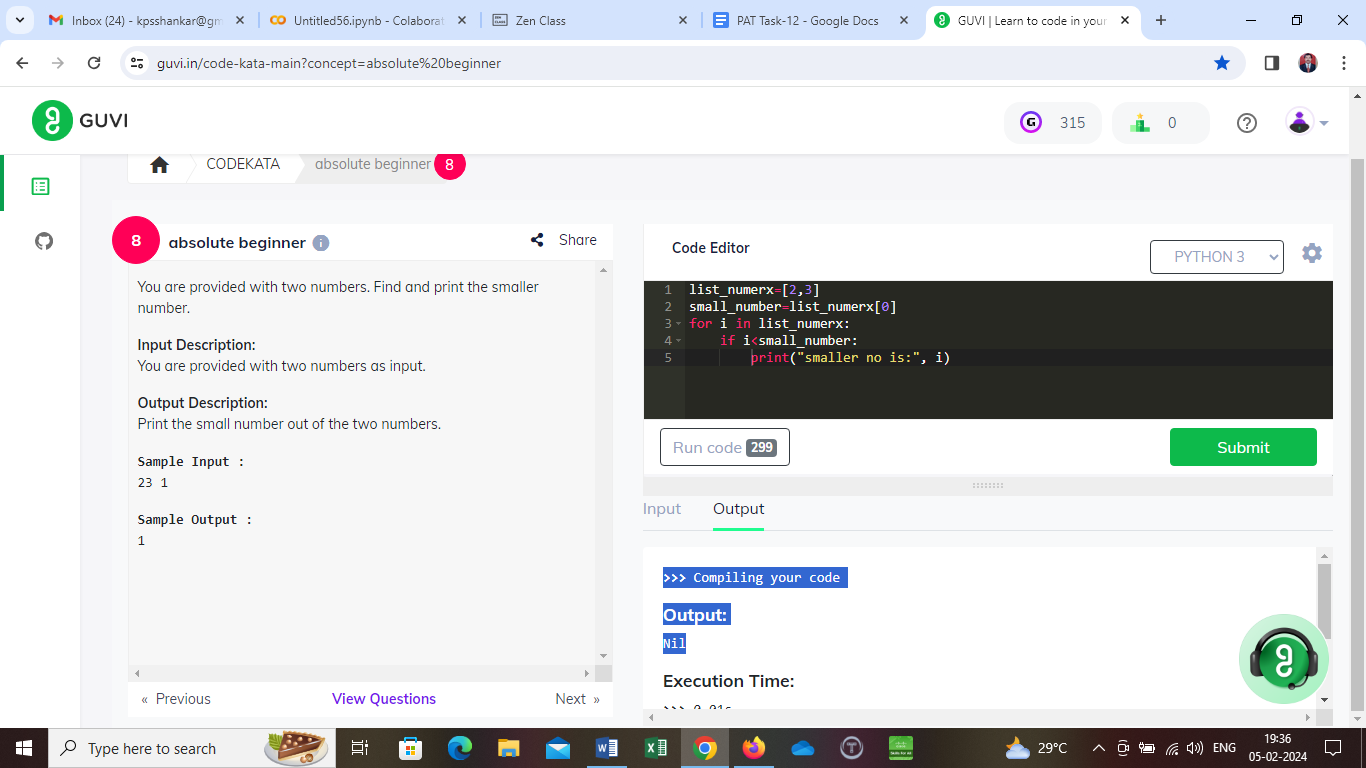 Inbox (24) - kpsshankar@gm
Untitled56.ipynb - Colaborat
Zen Class
PAT Task-12 - Google Docs
GUVI | Learn to code in your
guvi.in/code-kata-main?concept=absolute%20beginner
GUVI
315
0
CODEKATA
absolute beginner 8
8
absolute beginner
Share
You are provided with two numbers. Find and print the smaller
number.
Input Description:
You are provided with two numbers as input.
Output Description:
Print the small number out of the two numbers.
Sample Input :
23 1
Sample Output :
1
« Previous
View Questions
Next »
Code Editor
PYTHON 3
1 list_numerx=[2,3]
2 small_number=list_numerx[0]
3 for i in list_numerx:
4 if i<small_number:
5 print("smaller no is:", i)
Run code 299
Submit
Input
Output
>>> Compiling your code
Output:
Nil
Execution Time:
>>> 0.01s
Type here to search
29°C
ENG
19:36
05-02-2024